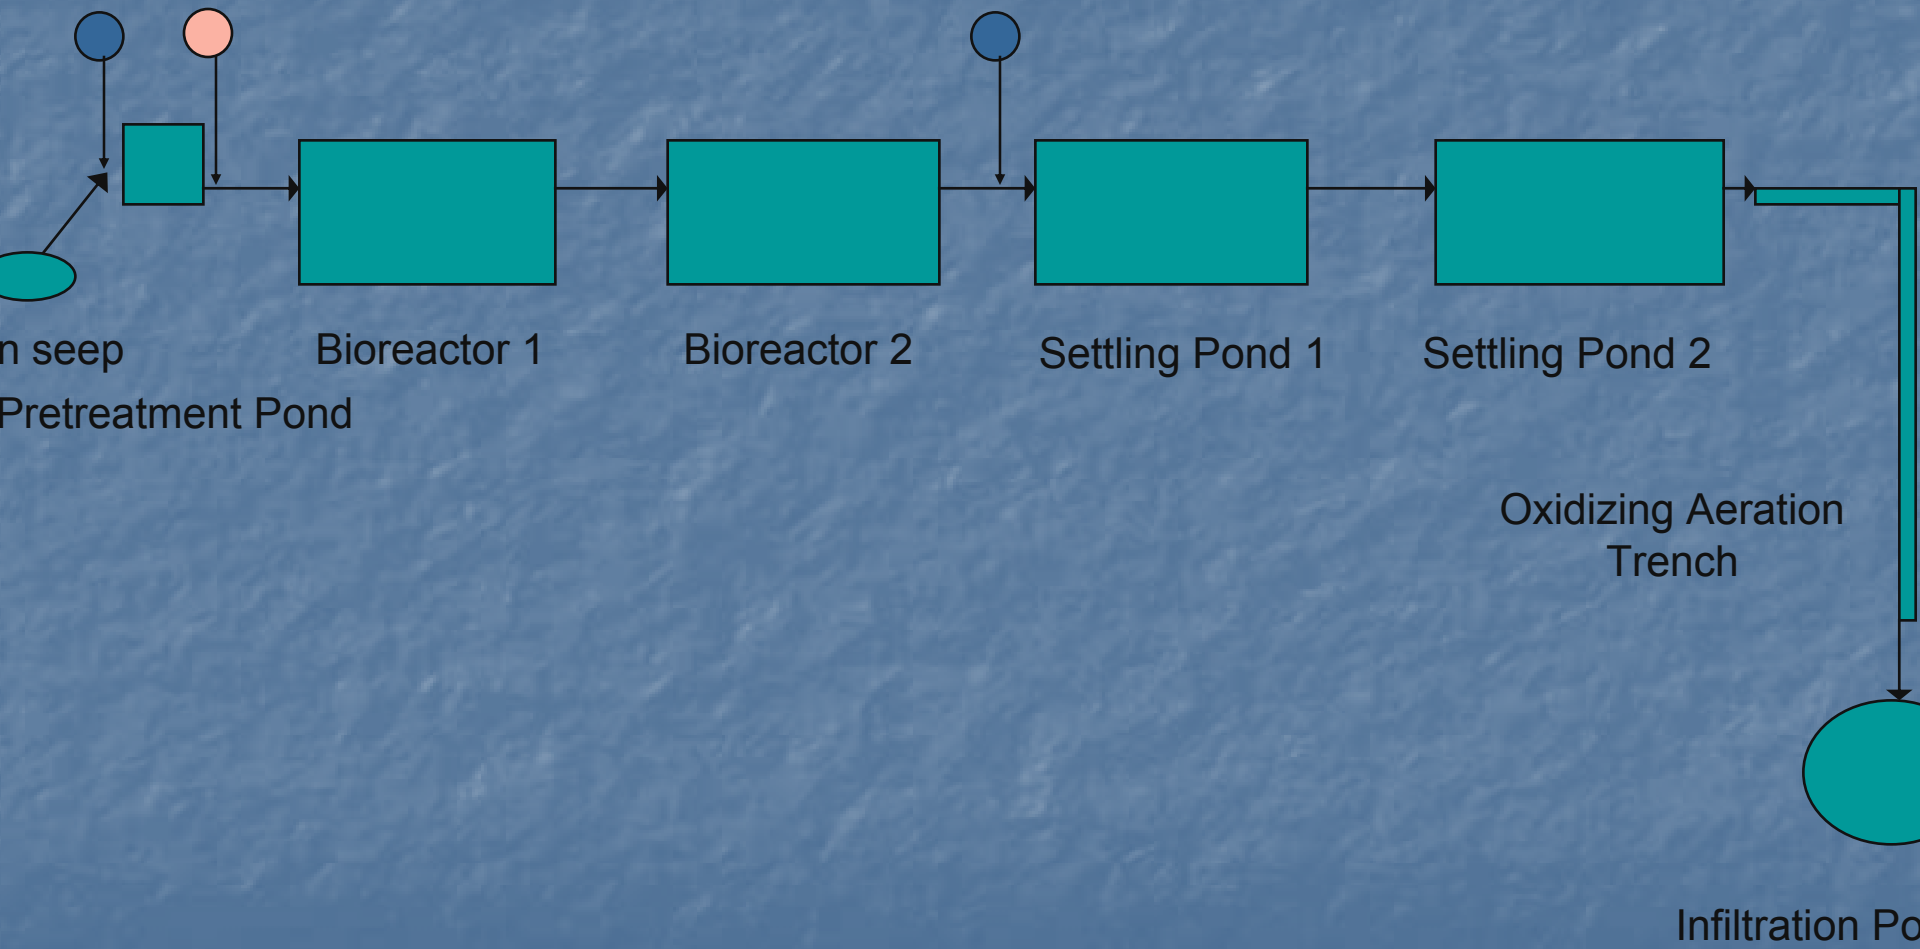 n seep
Bioreactor 1
Bioreactor 2
Settling Pond 1
Settling Pond 2
Pretreatment Pond
Oxidizing Aeration
Trench
Infiltration Po